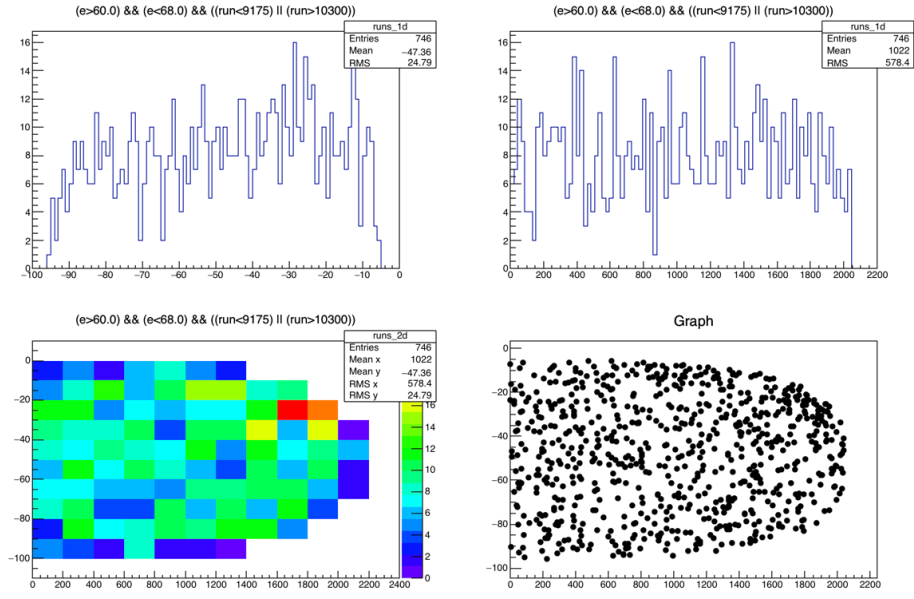 (e>60.0) && (e<68.0) && ((run<9175) || (run>10300))
runs_1d
Entries 746
Mean −47.36
RMS 24.79
16
14
12
10
8
6
4
2
0
−100 −90 −80 −70 −60 −50 −40 −30 −20 −10 0
(e>60.0) && (e<68.0) && ((run<9175) || (run>10300))
runs_1d
Entries 746
Mean 1022
RMS 578.4
16
14
12
10
8
6
4
2
0
0 200 400 600 800 1000 1200 1400 1600 1800 2000 2200
(e>60.0) && (e<68.0) && ((run<9175) || (run>10300))
runs_2d
Entries 746
Mean x 1022
Mean y −47.36
RMS x 578.4
RMS y 24.79
0
−20
−40
−60
−80
−100
0 200 400 600 800 1000 1200 1400 1600 1800 2000 2200 2400
16
14
12
10
8
6
4
2
0
Graph
0
−20
−40
−60
−80
−100
0 200 400 600 800 1000 1200 1400 1600 1800 2000 2200